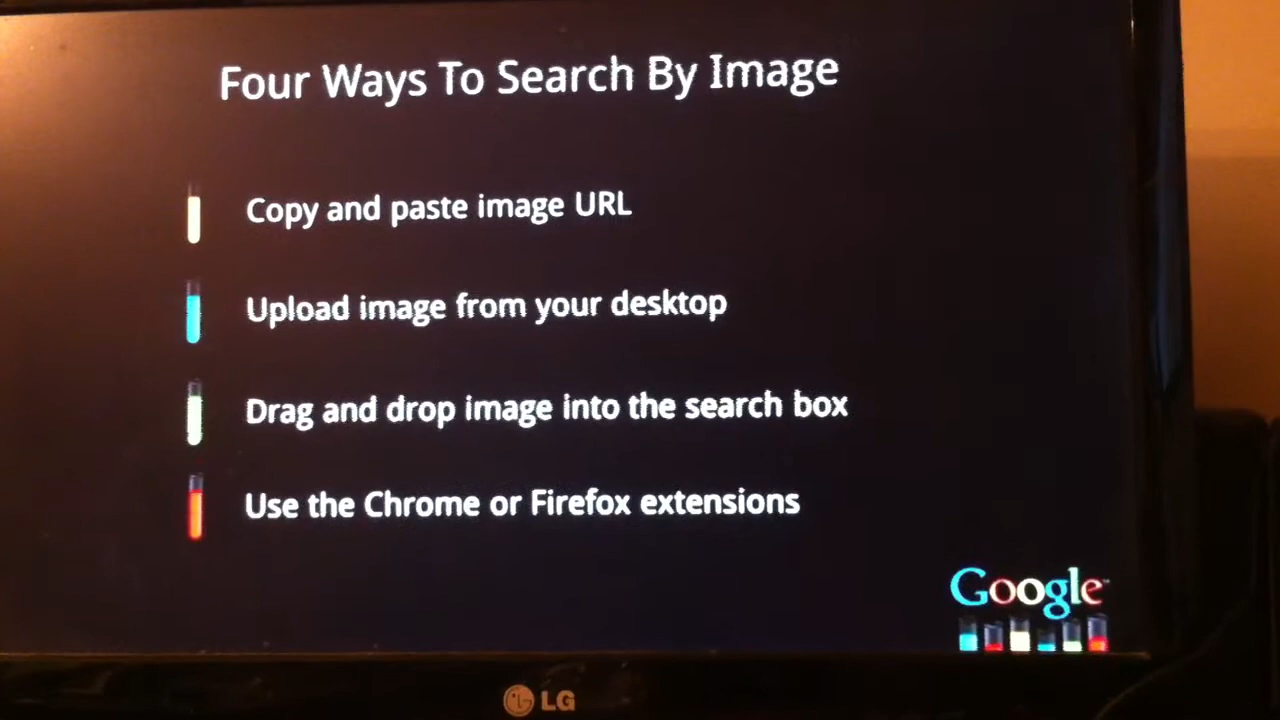 Four Ways To Search By Image
Copy and paste image URL
Upload image from your desktop
Drag and drop image into the search box
Use the Chrome or Firefox extensions
Google™
LG